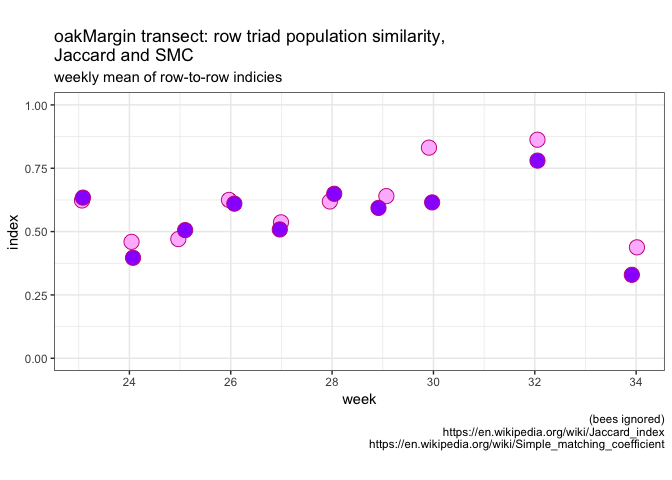 oakMargin transect: row triad population similarity,
Jaccard and SMC
weekly mean of row-to-row indicies
1.00
0.75
0.50
0.25
0.00
index
24 26 28 30 32 34
week
(bees ignored)
https://en.wikipedia.org/wiki/Jaccard_index
https://en.wikipedia.org/wiki/Simple_matching_coefficient